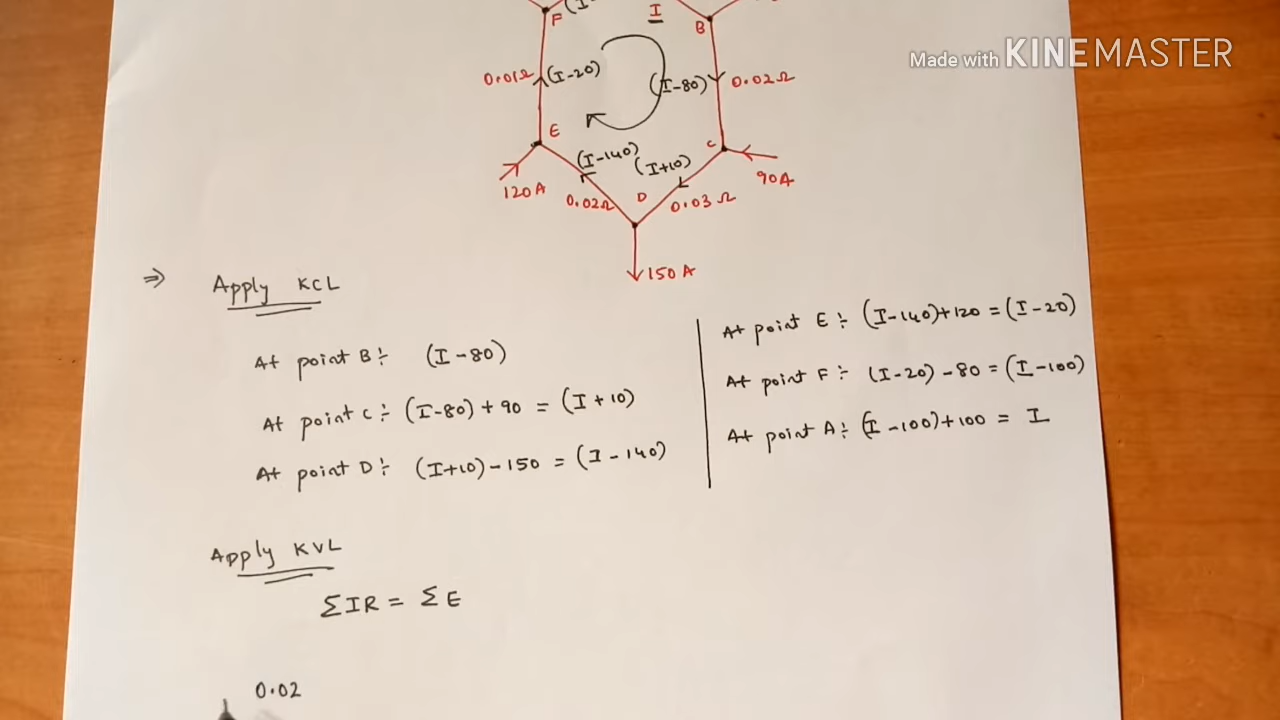 Made with KINEMASTER
F
I
B
0.01Ω
(I-20)
(I-80)
0.02Ω
E
C
(I-140)
(I+10)
120A
0.02Ω
D
0.03Ω
90A
150A
⇒ Apply KCL
At point B:- (I-80)
At point C:- (I-80)+90 = (I+10)
At point D:- (I+10)-150 = (I-140)
At point E:- (I-140)+120 = (I-20)
At point F:- (I-20)-80 = (I-100)
At point A:- (I-100)+100 = I
Apply KVL
ΣIR = ΣE
0.02